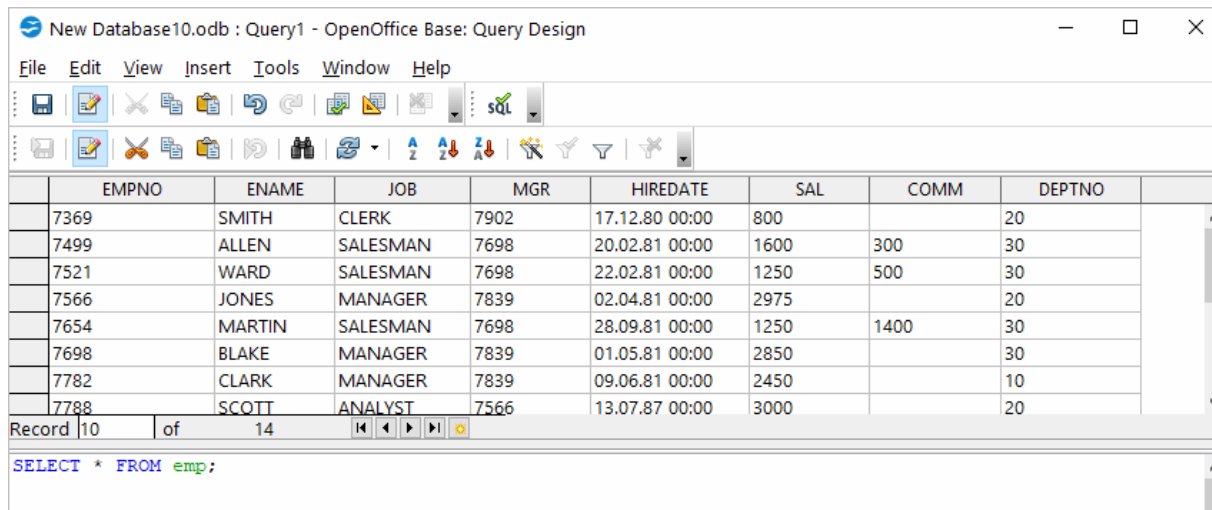 New Database10.odb : Query1 - OpenOffice Base: Query Design
File Edit View Insert Tools Window Help
SQL
A Z A Z Z A
EMPNO ENAME JOB MGR HIREDATE SAL COMM DEPTNO
7369 SMITH CLERK 7902 17.12.80 00:00 800 20
7499 ALLEN SALESMAN 7698 20.02.81 00:00 1600 300 30
7521 WARD SALESMAN 7698 22.02.81 00:00 1250 500 30
7566 JONES MANAGER 7839 02.04.81 00:00 2975 20
7654 MARTIN SALESMAN 7698 28.09.81 00:00 1250 1400 30
7698 BLAKE MANAGER 7839 01.05.81 00:00 2850 30
7782 CLARK MANAGER 7839 09.06.81 00:00 2450 10
7788 SCOTT ANALYST 7566 13.07.87 00:00 3000 20
Record 10 of 14
SELECT * FROM emp;